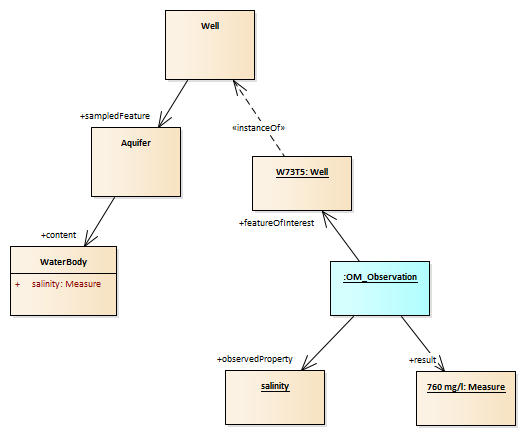 Well
+sampledFeature
«instanceOf»
Aquifer
W73T5: Well
+content
+featureOfInterest
WaterBody
+ salinity: Measure
:OM_Observation
+observedProperty
+result
salinity
760 mg/l: Measure